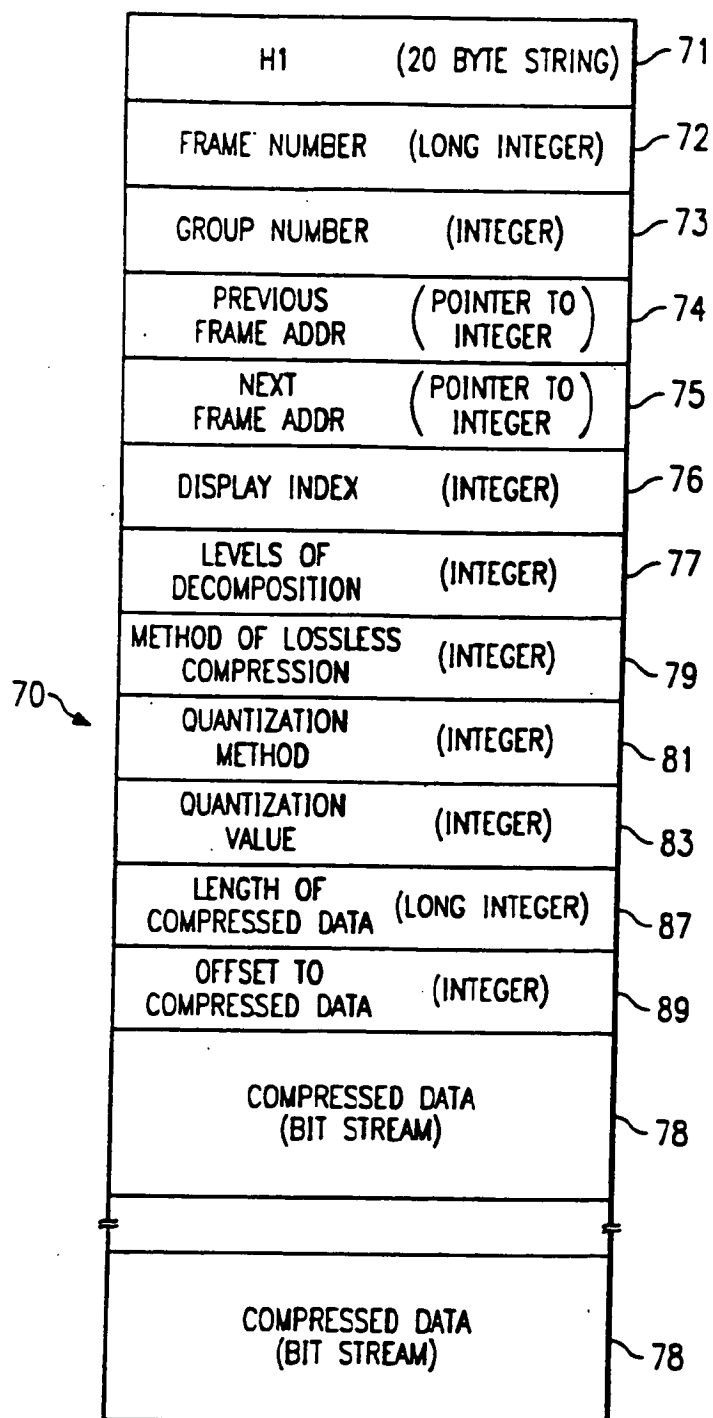 H1 (20 BYTE STRING) 71
FRAME NUMBER (LONG INTEGER) 72
GROUP NUMBER (INTEGER) 73
PREVIOUS
FRAME ADDR (POINTER TO
INTEGER) 74
NEXT
FRAME ADDR (POINTER TO
INTEGER) 75
DISPLAY INDEX (INTEGER) 76
LEVELS OF
DECOMPOSITION (INTEGER) 77
METHOD OF LOSSLESS
COMPRESSION (INTEGER) 79
70
QUANTIZATION
METHOD (INTEGER) 81
QUANTIZATION
VALUE (INTEGER) 83
LENGTH OF
COMPRESSED DATA (LONG INTEGER) 87
OFFSET TO
COMPRESSED DATA (INTEGER) 89
COMPRESSED DATA
(BIT STREAM) 78
COMPRESSED DATA
(BIT STREAM) 78